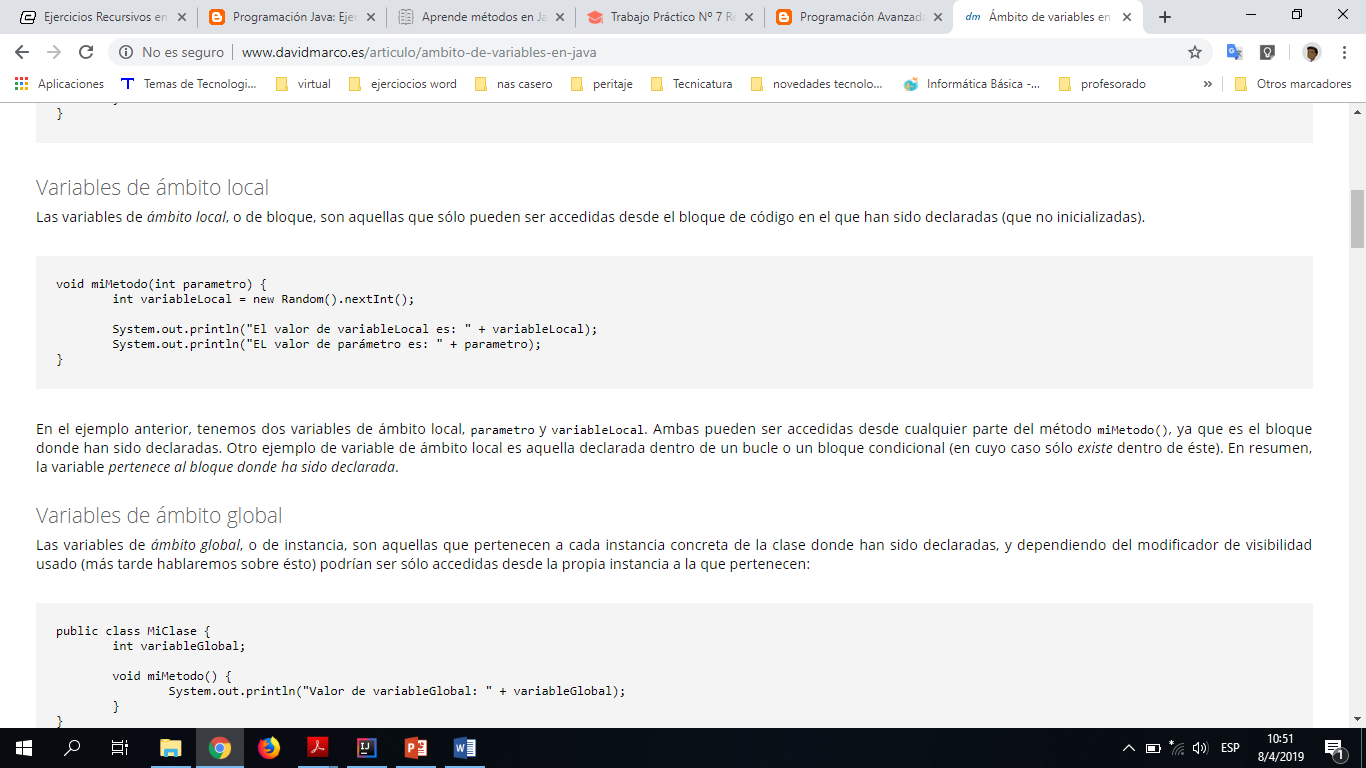 Ejercicios Recursivos en
Programación Java: Ejer
Aprende métodos en Ja
Trabajo Práctico Nº 7 Re
Programación Avanzada
dm Ámbito de variables en
No es seguro | www.davidmarco.es/articulo/ambito-de-variables-en-java
Aplicaciones Temas de Tecnologi... virtual ejerciocios word nas casero peritaje Tecnicatura novedades tecnolo... Informática Básica -... profesorado » Otros marcadores
}
Variables de ámbito local
Las variables de ámbito local, o de bloque, son aquellas que sólo pueden ser accedidas desde el bloque de código en el que han sido declaradas (que no inicializadas).
void miMetodo(int parametro) {
int variableLocal = new Random().nextInt();
System.out.println("El valor de variableLocal es: " + variableLocal);
System.out.println("EL valor de parámetro es: " + parametro);
}
En el ejemplo anterior, tenemos dos variables de ámbito local, parametro y variableLocal. Ambas pueden ser accedidas desde cualquier parte del método miMetodo(), ya que es el bloque
donde han sido declaradas. Otro ejemplo de variable de ámbito local es aquella declarada dentro de un bucle o un bloque condicional (en cuyo caso sólo existe dentro de éste). En resumen,
la variable pertenece al bloque donde ha sido declarada.
Variables de ámbito global
Las variables de ámbito global, o de instancia, son aquellas que pertenecen a cada instancia concreta de la clase donde han sido declaradas, y dependiendo del modificador de visibilidad
usado (más tarde hablaremos sobre ésto) podrían ser sólo accedidas desde la propia instancia a la que pertenecen:
public class MiClase {
int variableGlobal;
void miMetodo() {
System.out.println("Valor de variableGlobal: " + variableGlobal);
}
}
ESP
10:51
8/4/2019
1